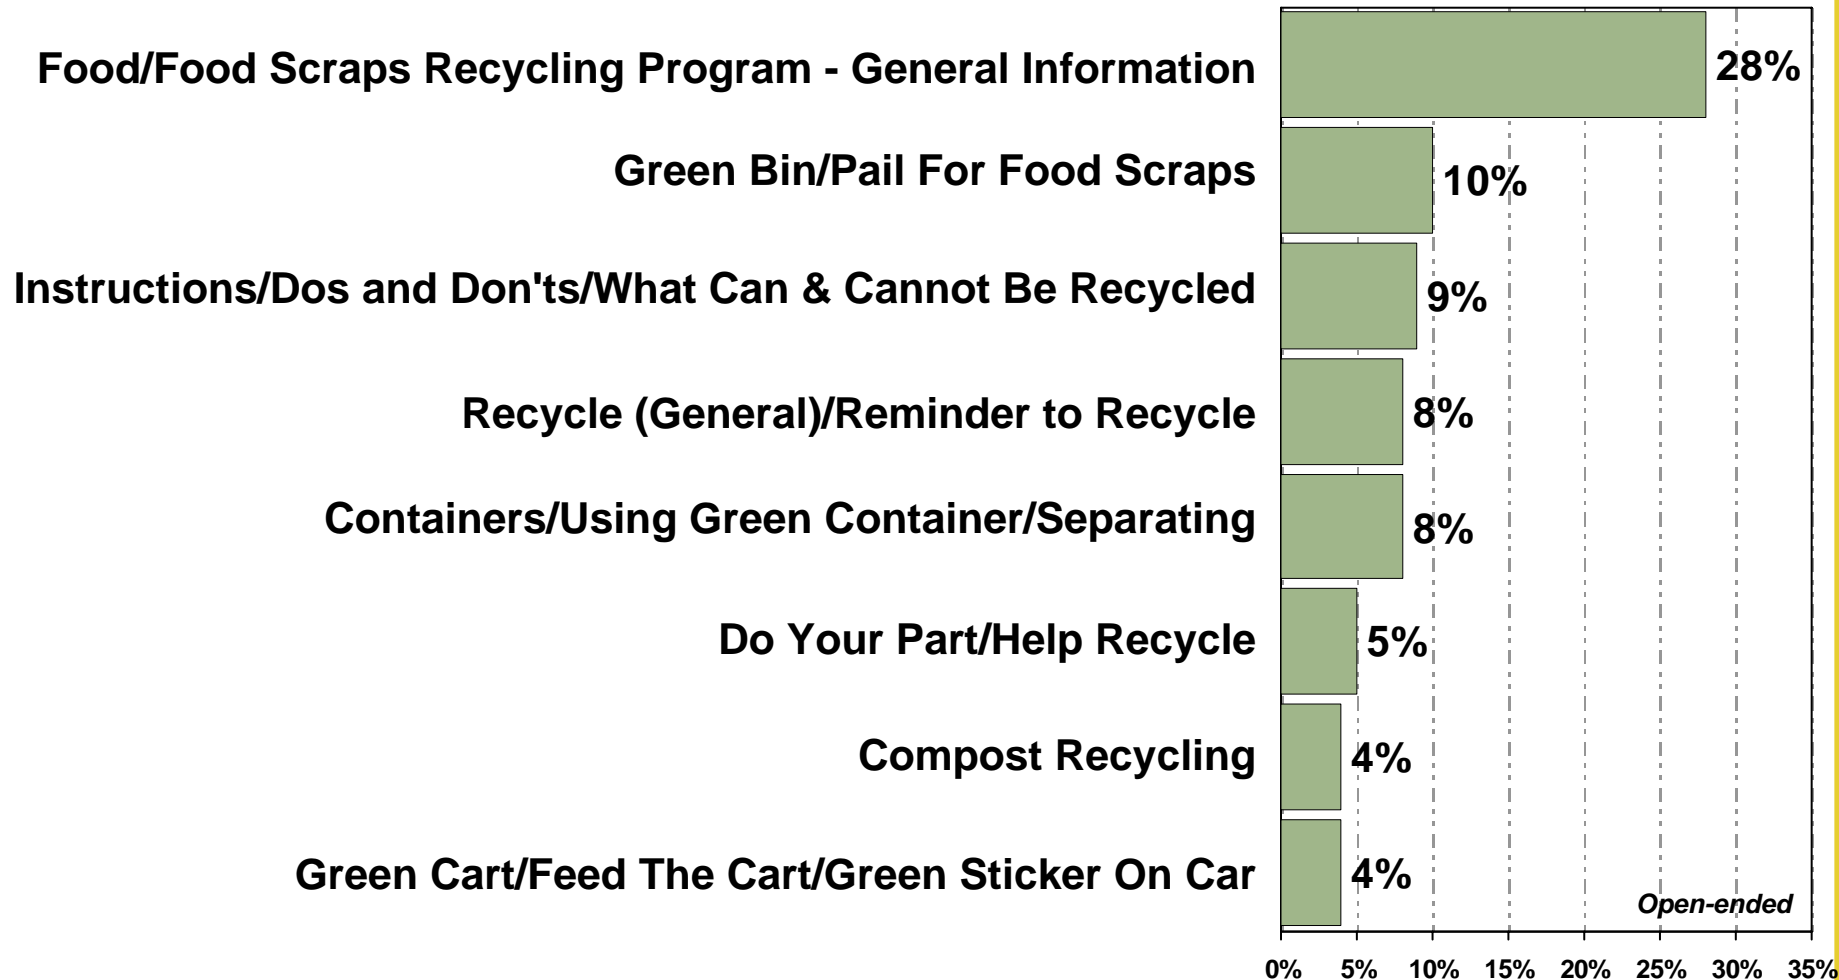 Food/Food Scraps Recycling Program - General Information 28%
Green Bin/Pail For Food Scraps 10%
Instructions/Dos and Don'ts/What Can & Cannot Be Recycled 9%
Recycle (General)/Reminder to Recycle 8%
Containers/Using Green Container/Separating 8%
Do Your Part/Help Recycle 5%
Compost Recycling 4%
Green Cart/Feed The Cart/Green Sticker On Car 4%
Open-ended
0% 5% 10% 15% 20% 25% 30% 35%